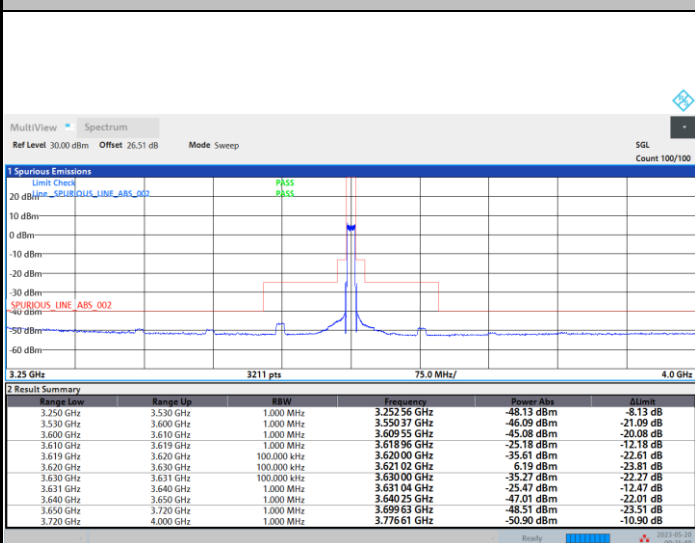 MultiView Spectrum
Ref Level 30.00 dBm Offset 26.51 dB Mode Sweep SGL
Count 100/100
1 Spurious Emissions
Limit Check PASS
Line _SPURIOUS_LINE_ABS_002 PASS
20 dBm
10 dBm
0 dBm
-10 dBm
-20 dBm
-30 dBm
_SPURIOUS_LINE_ABS_002
-40 dBm
-50 dBm
-60 dBm
3.25 GHz 3211 pts 75.0 MHz/ 4.0 GHz
2 Result Summary
Range Low Range Up RBW Frequency Power Abs ΔLimit
3.250 GHz 3.530 GHz 1.000 MHz 3.252 56 GHz -48.13 dBm -8.13 dB
3.530 GHz 3.600 GHz 1.000 MHz 3.550 37 GHz -46.09 dBm -21.09 dB
3.600 GHz 3.610 GHz 1.000 MHz 3.609 55 GHz -45.08 dBm -20.08 dB
3.610 GHz 3.619 GHz 1.000 MHz 3.618 96 GHz -25.18 dBm -12.18 dB
3.619 GHz 3.620 GHz 100.000 kHz 3.620 00 GHz -35.61 dBm -22.61 dB
3.620 GHz 3.630 GHz 100.000 kHz 3.621 02 GHz 6.19 dBm -23.81 dB
3.630 GHz 3.631 GHz 100.000 kHz 3.630 00 GHz -35.27 dBm -22.27 dB
3.631 GHz 3.640 GHz 1.000 MHz 3.631 04 GHz -25.47 dBm -12.47 dB
3.640 GHz 3.650 GHz 1.000 MHz 3.640 25 GHz -47.01 dBm -22.01 dB
3.650 GHz 3.720 GHz 1.000 MHz 3.699 63 GHz -48.51 dBm -23.51 dB
3.720 GHz 4.000 GHz 1.000 MHz 3.776 61 GHz -50.90 dBm -10.90 dB
Ready 2023-05-20